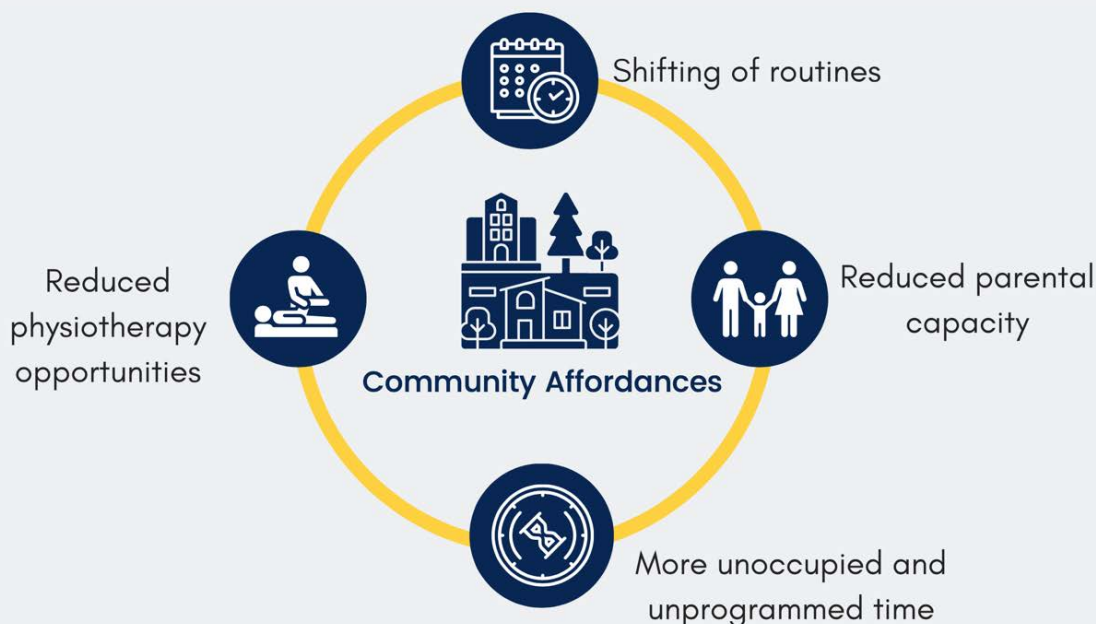 Shifting of routines
Reduced
physiotherapy
opportunities
Reduced parental
capacity
Community Affordances
More unoccupied and
unprogrammed time